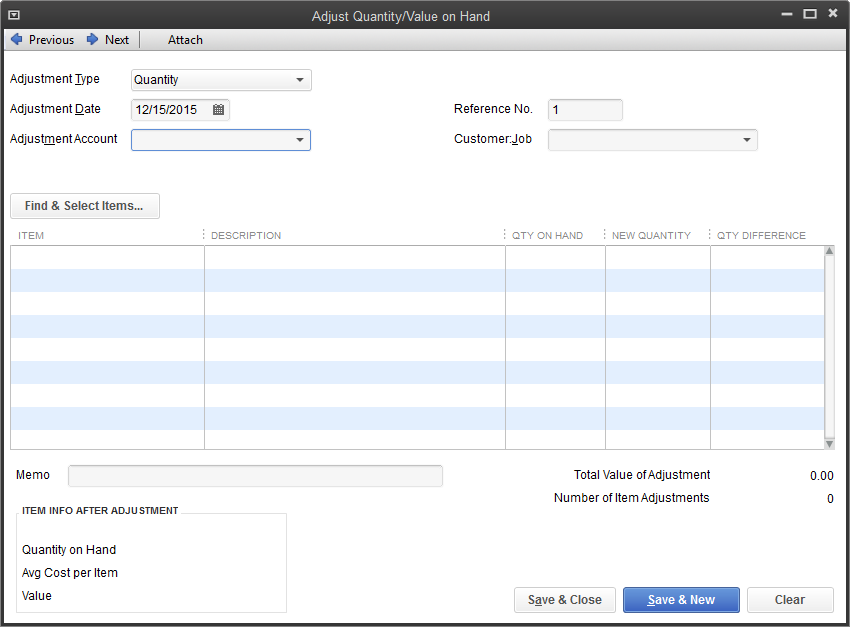 Adjust Quantity/Value on Hand
Previous Next Attach
Adjustment Type Quantity
Adjustment Date 12/15/2015 Reference No. 1
Adjustment Account Customer:Job
Find & Select Items...
ITEM DESCRIPTION QTY ON HAND NEW QUANTITY QTY DIFFERENCE
Memo Total Value of Adjustment 0.00
Number of Item Adjustments 0
ITEM INFO AFTER ADJUSTMENT
Quantity on Hand
Avg Cost per Item
Value
Save & Close Save & New Clear